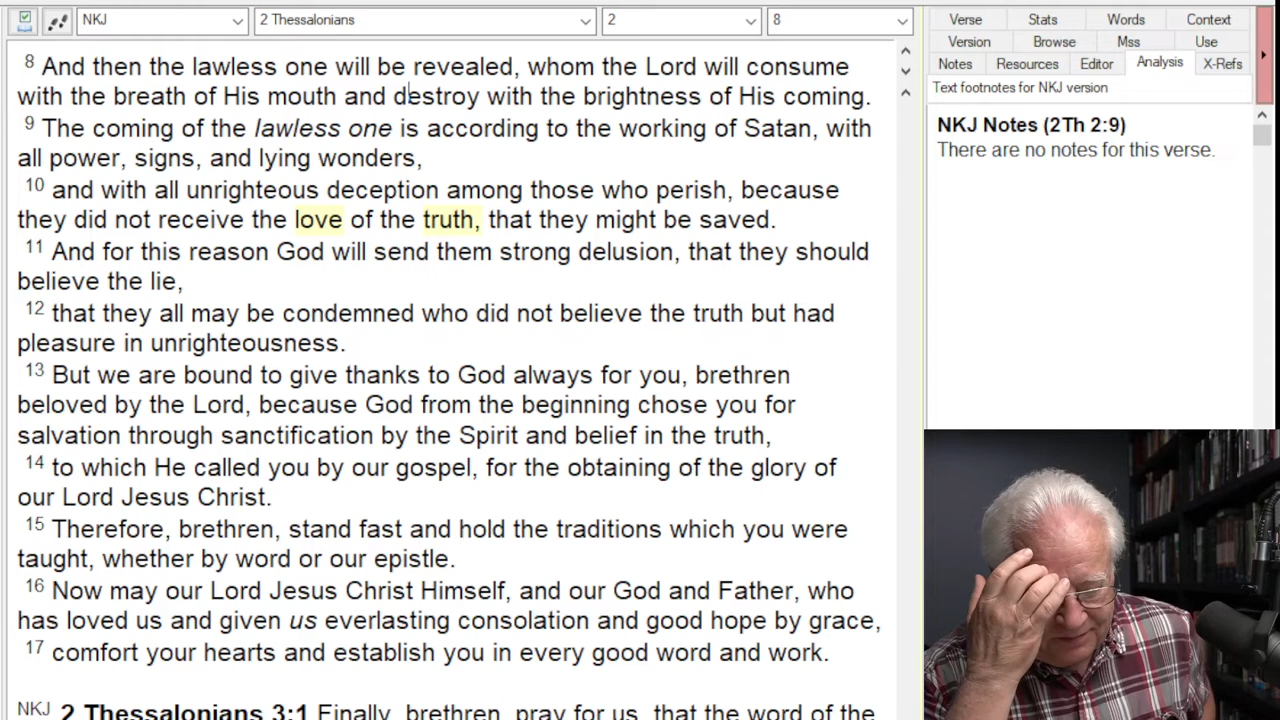 NKJ 2 Thessalonians 2 8
8 And then the lawless one will be revealed, whom the Lord will consume
with the breath of His mouth and destroy with the brightness of His coming.
9 The coming of the lawless one is according to the working of Satan, with
all power, signs, and lying wonders,
10 and with all unrighteous deception among those who perish, because
they did not receive the love of the truth, that they might be saved.
11 And for this reason God will send them strong delusion, that they should
believe the lie,
12 that they all may be condemned who did not believe the truth but had
pleasure in unrighteousness.
13 But we are bound to give thanks to God always for you, brethren
beloved by the Lord, because God from the beginning chose you for
salvation through sanctification by the Spirit and belief in the truth,
14 to which He called you by our gospel, for the obtaining of the glory of
our Lord Jesus Christ.
15 Therefore, brethren, stand fast and hold the traditions which you were
taught, whether by word or our epistle.
16 Now may our Lord Jesus Christ Himself, and our God and Father, who
has loved us and given us everlasting consolation and good hope by grace,
17 comfort your hearts and establish you in every good word and work.
NKJ 2 Thessalonians 3:1 Finally, brethren, pray for us, that the word of the
Verse Stats Words Context
Version Browse Mss Use
Notes Resources Editor Analysis X-Refs
Text footnotes for NKJ version
NKJ Notes (2Th 2:9)
There are no notes for this verse.